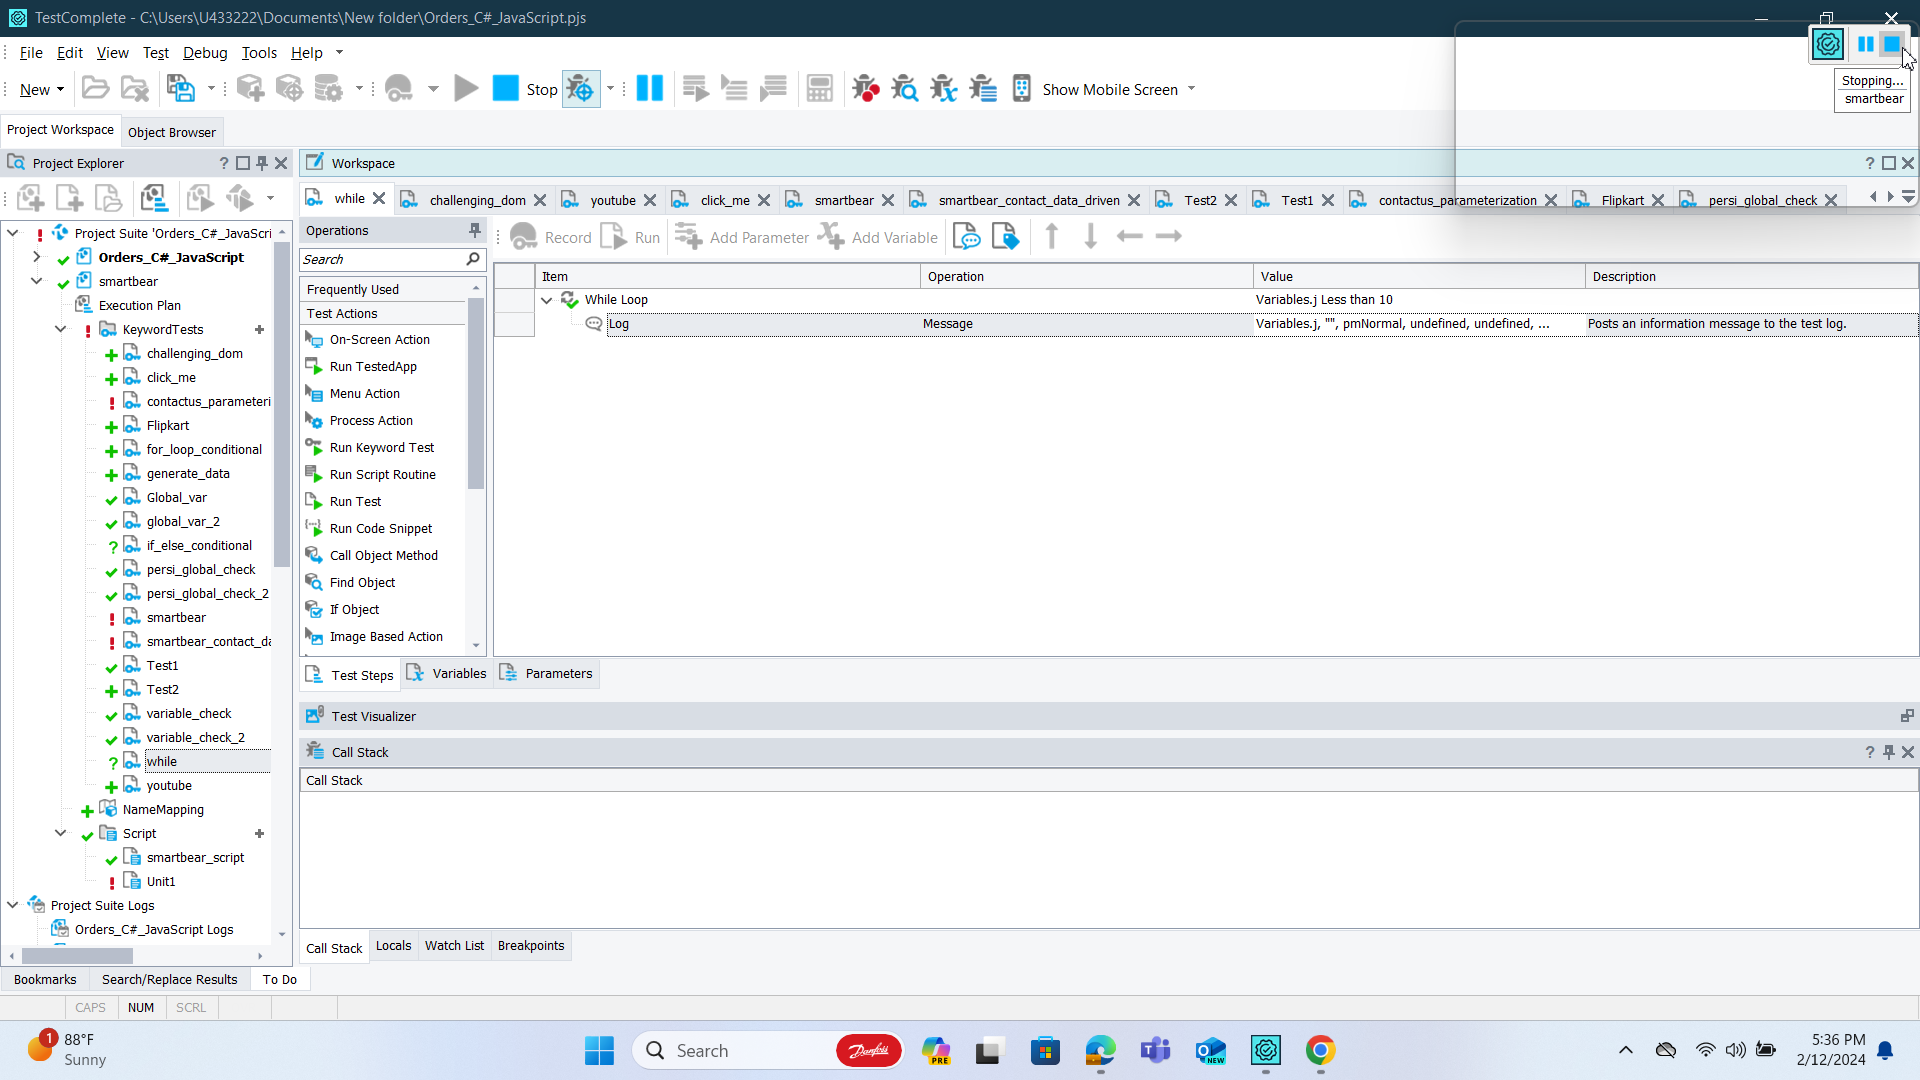 TestComplete - C:\Users\U433222\Documents\New folder\Orders_C#_JavaScript.pjs
File Edit View Test Debug Tools Help
New Stop Show Mobile Screen
Stopping...
smartbear
Project Workspace Object Browser
Project Explorer ?
Workspace ?
while challenging_dom youtube click_me smartbear smartbear_contact_data_driven Test2 Test1 contactus_parameterization Flipkart persi_global_check
Project Suite 'Orders_C#_JavaScri
Orders_C#_JavaScript
smartbear
Execution Plan
KeywordTests
challenging_dom
click_me
contactus_parameteri
Flipkart
for_loop_conditional
generate_data
Global_var
global_var_2
if_else_conditional
persi_global_check
persi_global_check_2
smartbear
smartbear_contact_da
Test1
Test2
variable_check
variable_check_2
while
youtube
NameMapping
Script
smartbear_script
Unit1
Project Suite Logs
Orders_C#_JavaScript Logs
Operations
Search
Frequently Used
Test Actions
On-Screen Action
Run TestedApp
Menu Action
Process Action
Run Keyword Test
Run Script Routine
Run Test
Run Code Snippet
Call Object Method
Find Object
If Object
Image Based Action
Record Run Add Parameter Add Variable
Item Operation Value Description
While Loop Variables.j Less than 10
Log Message Variables.j, "", pmNormal, undefined, undefined, ... Posts an information message to the test log.
Test Steps Variables Parameters
Test Visualizer
Call Stack ?
Call Stack
Call Stack Locals Watch List Breakpoints
Bookmarks Search/Replace Results To Do
CAPS NUM SCRL
1
88°F
Sunny
Search
Danfoss
PRE
NEW
5:36 PM
2/12/2024